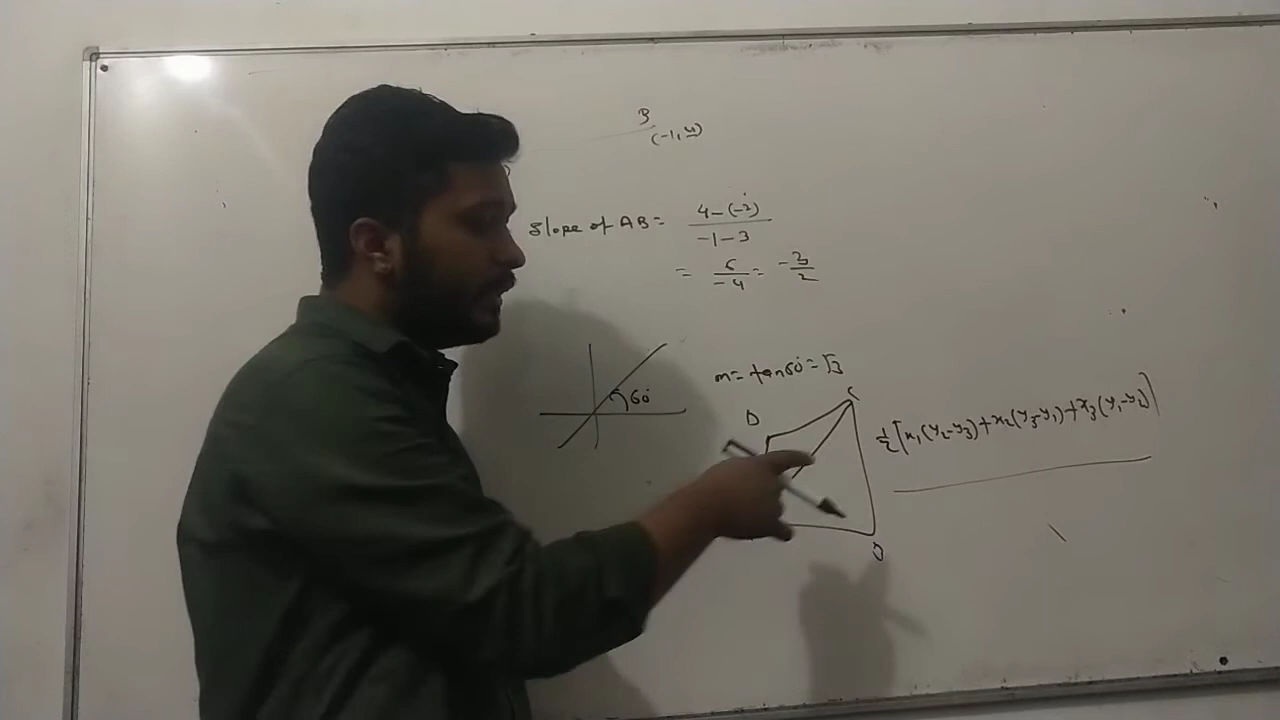 B
(-1, 4)
Slope of AB = 4-(-2) / -1-3
= 6/-4 = -3/2
60°
m = tan60° = √3
D
C
1/2[x₁(y₂-y₃)+x₂(y₃-y₁)+x₃(y₁-y₂)]